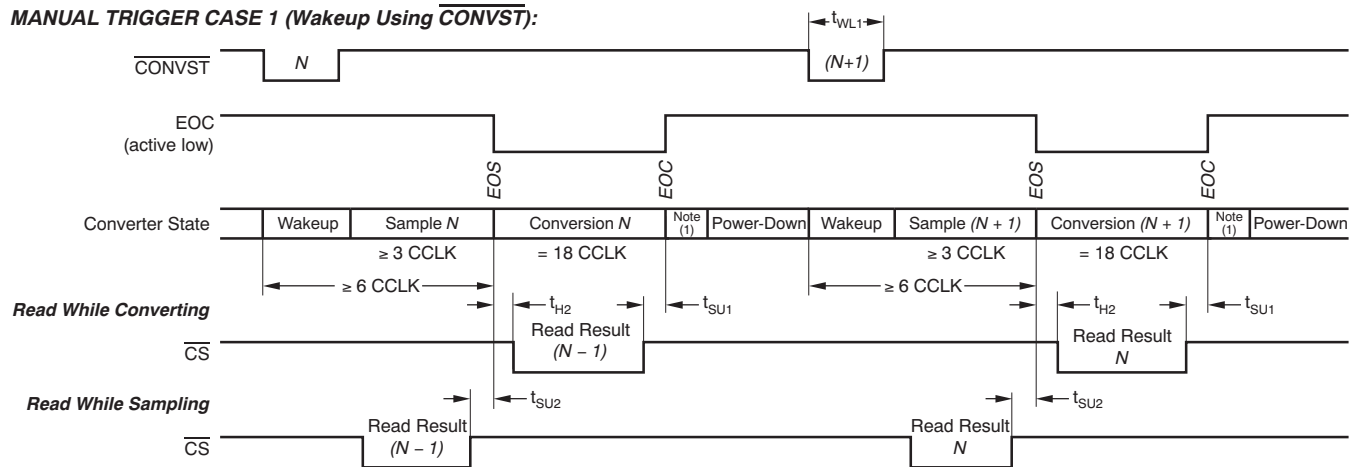 MANUAL TRIGGER CASE 1 (Wakeup Using CONVST):
tWL1
CONVST
N
(N+1)
EOC
(active low)
EOS
EOC
EOS
EOC
Converter State
Wakeup
Sample N
Conversion N
Note
(1)
Power-Down
Wakeup
Sample (N + 1)
Conversion (N + 1)
Note
(1)
Power-Down
≥ 3 CCLK
= 18 CCLK
≥ 3 CCLK
= 18 CCLK
≥ 6 CCLK
≥ 6 CCLK
Read While Converting
tH2
tSU1
tH2
tSU1
Read Result
(N − 1)
Read Result
N
CS
Read While Sampling
tSU2
tSU2
Read Result
(N − 1)
Read Result
N
CS